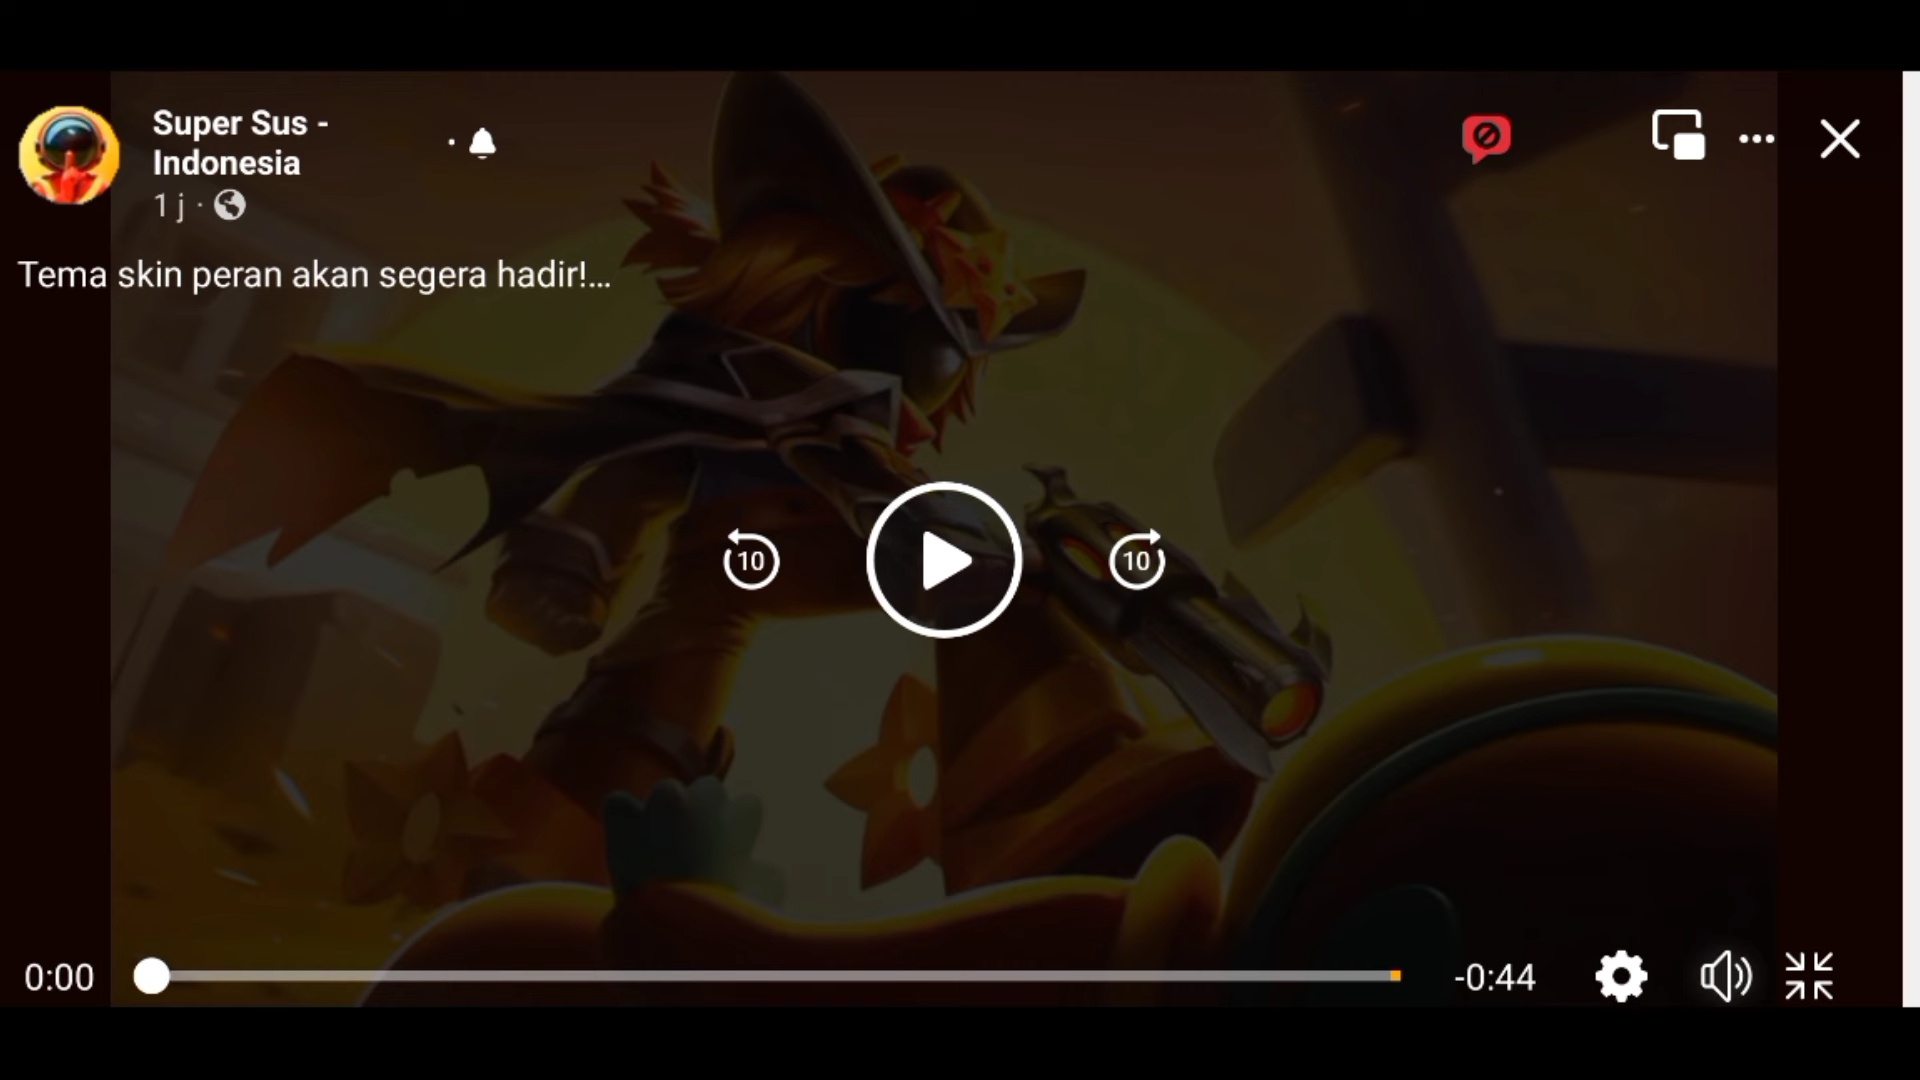 Super Sus -
Indonesia
1 j ·
Tema skin peran akan segera hadir!...
10
10
0:00
-0:44